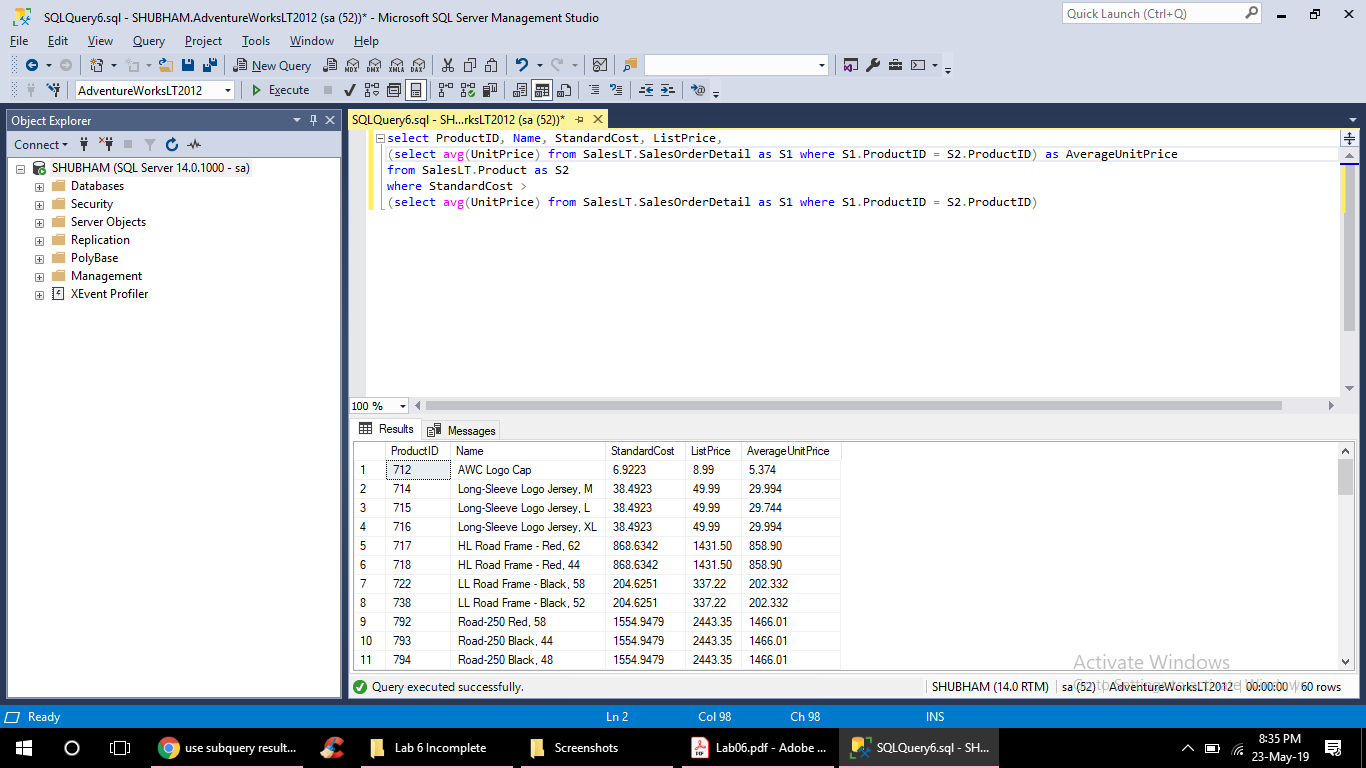 SQLQuery6.sql - SHUBHAM.AdventureWorksLT2012 (sa (52))* - Microsoft SQL Server Management Studio
Quick Launch (Ctrl+Q)
File Edit View Query Project Tools Window Help
New Query MDX DMX XMLA DAX
AdventureWorksLT2012 Execute
Object Explorer
SQLQuery6.sql - SH...rksLT2012 (sa (52))*
Connect
SHUBHAM (SQL Server 14.0.1000 - sa)
Databases
Security
Server Objects
Replication
PolyBase
Management
XEvent Profiler
select ProductID, Name, StandardCost, ListPrice,
(select avg(UnitPrice) from SalesLT.SalesOrderDetail as S1 where S1.ProductID = S2.ProductID) as AverageUnitPrice
from SalesLT.Product as S2
where StandardCost >
(select avg(UnitPrice) from SalesLT.SalesOrderDetail as S1 where S1.ProductID = S2.ProductID)
100 %
Results Messages
ProductID Name StandardCost ListPrice AverageUnitPrice
1 712 AWC Logo Cap 6.9223 8.99 5.374
2 714 Long-Sleeve Logo Jersey, M 38.4923 49.99 29.994
3 715 Long-Sleeve Logo Jersey, L 38.4923 49.99 29.744
4 716 Long-Sleeve Logo Jersey, XL 38.4923 49.99 29.994
5 717 HL Road Frame - Red, 62 868.6342 1431.50 858.90
6 718 HL Road Frame - Red, 44 868.6342 1431.50 858.90
7 722 LL Road Frame - Black, 58 204.6251 337.22 202.332
8 738 LL Road Frame - Black, 52 204.6251 337.22 202.332
9 792 Road-250 Red, 58 1554.9479 2443.35 1466.01
10 793 Road-250 Black, 44 1554.9479 2443.35 1466.01
11 794 Road-250 Black, 48 1554.9479 2443.35 1466.01
Activate Windows
Go to Settings to activate Windows.
Query executed successfully.
SHUBHAM (14.0 RTM) sa (52) AdventureWorksLT2012 00:00:00 60 rows
Ready Ln 2 Col 98 Ch 98 INS
use subquery result... Lab 6 Incomplete Screenshots Lab06.pdf - Adobe ... SQLQuery6.sql - SH...
8:35 PM
23-May-19